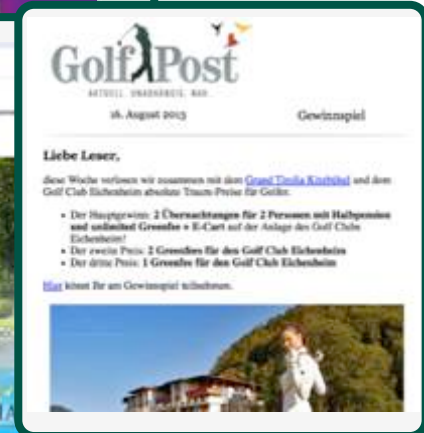 Golf Post
AKTUELL. UNABHÄNGIG. NAH.
16. August 2013
Gewinnspiel
Liebe Leser,
diese Woche verlosen wir zusammen mit dem Grand Tirolia Kitzbühel und dem
Golf Club Eichenheim absolute Traum-Preise für Golfer.
• Der Hauptgewinn: 2 Übernachtungen für 2 Personen mit Halbpension
und unlimited Greenfee + E-Cart auf der Anlage des Golf Clubs
Eichenheim!
• Der zweite Preis: 2 Greenfees für den Golf Club Eichenheim
• Der dritte Preis: 1 Greenfee für den Golf Club Eichenheim
Hier könnt Ihr am Gewinnspiel teilnehmen.